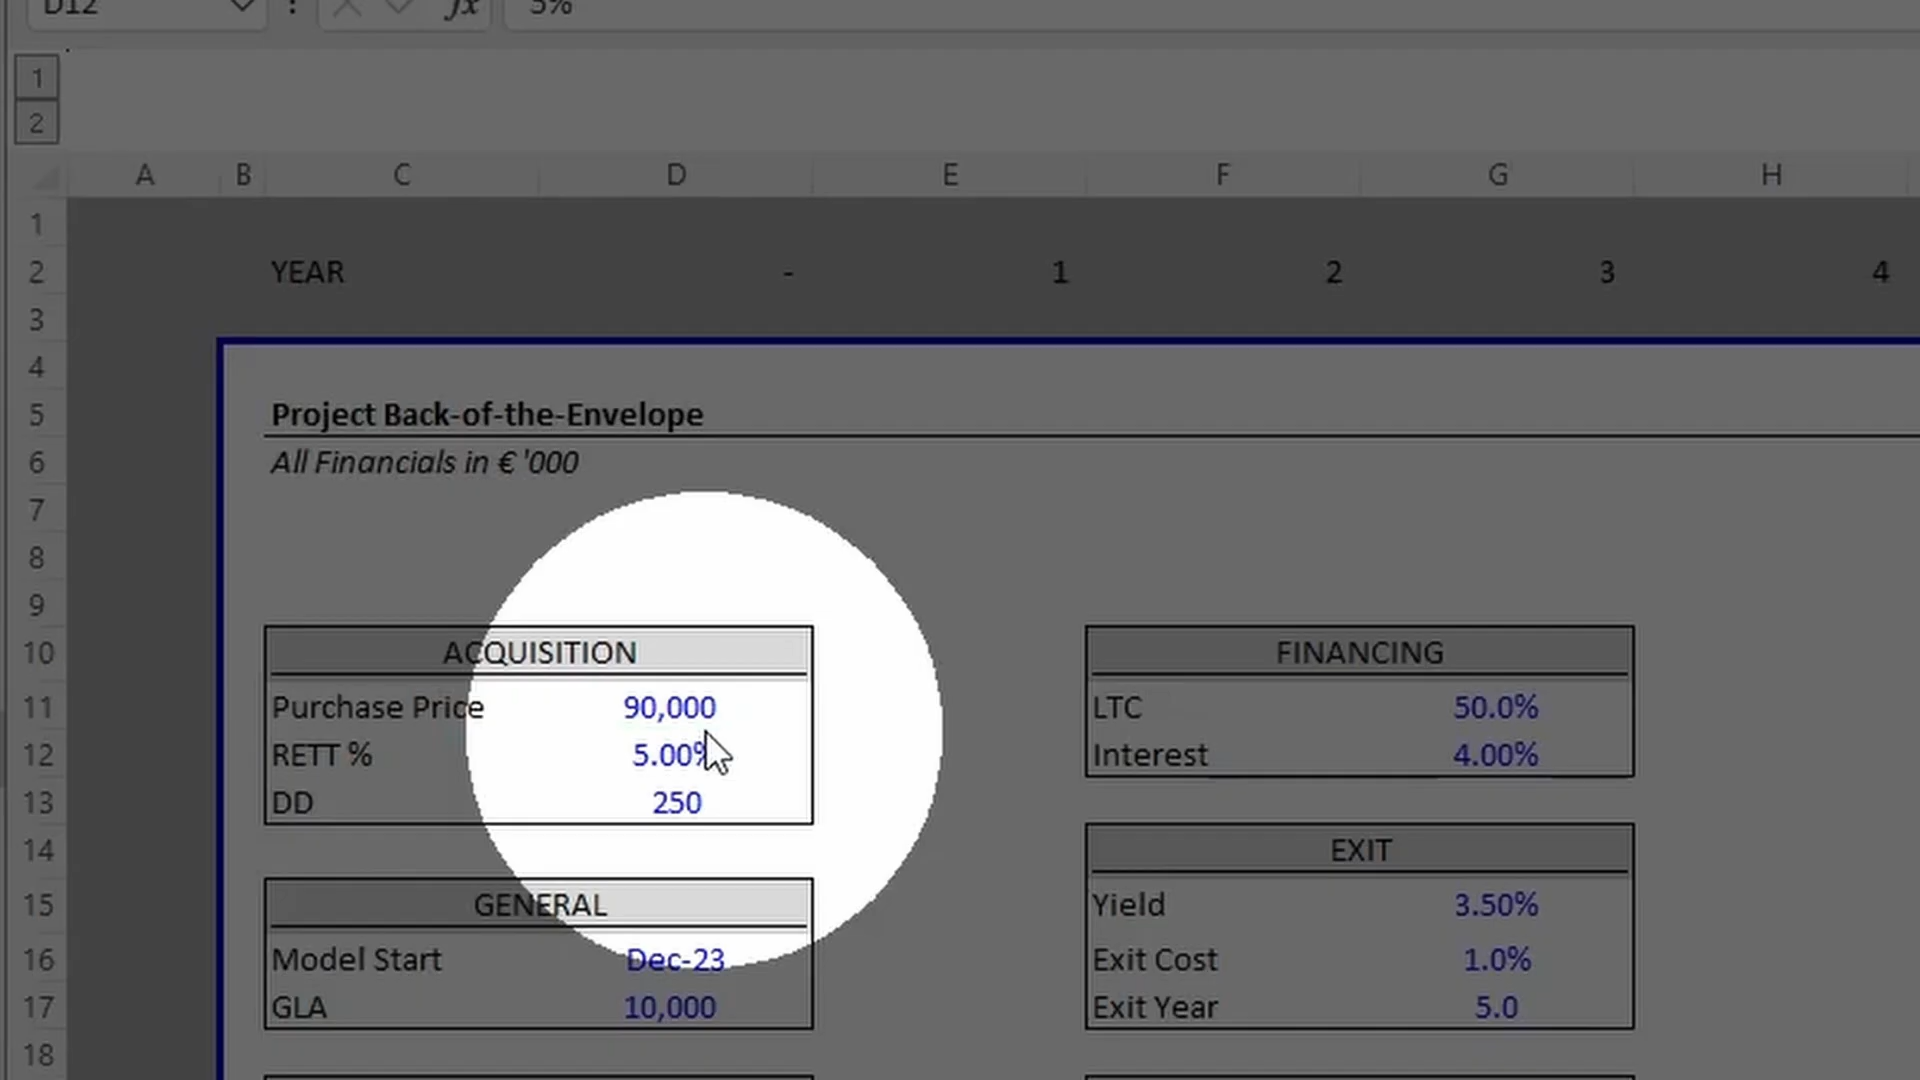 D12 fx 5%
1
2
A B C D E F G H
1
2 YEAR - 1 2 3 4
3
4
5 Project Back-of-the-Envelope
6 All Financials in € '000
7
8
9
10 ACQUISITION FINANCING
11 Purchase Price 90,000 LTC 50.0%
12 RETT % 5.00% Interest 4.00%
13 DD 250
14 EXIT
15 GENERAL Yield 3.50%
16 Model Start Dec-23 Exit Cost 1.0%
17 GLA 10,000 Exit Year 5.0
18